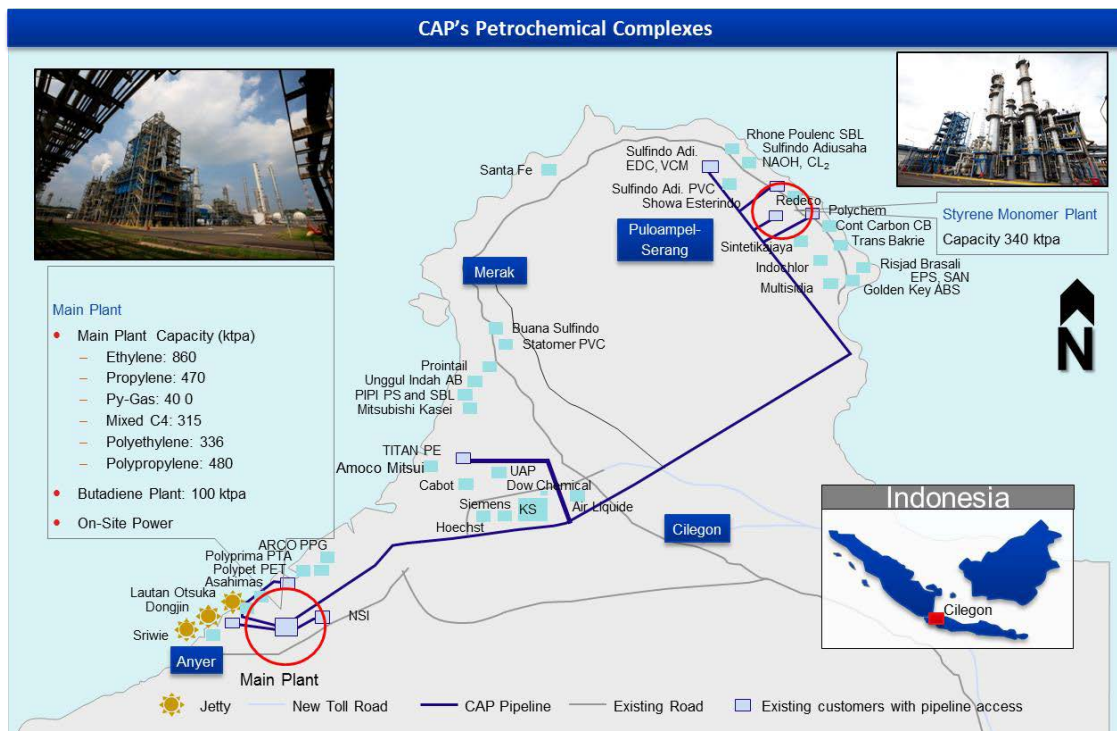 CAP's Petrochemical Complexes
Rhone Poulenc SBL
Sulfindo Adiusaha
NAOH, CL₂
Sulfindo Adi.
EDC, VCM
Santa Fe
Sulfindo Adi. PVC
Showa Esterindo
Redeco
Polychem
Cont Carbon CB
Trans Bakrie
Sintetikajaya
Indochlor
Multisidia
Risjad Brasali
EPS, SAN
Golden Key ABS
Puloampel-
Serang
Styrene Monomer Plant
Capacity 340 ktpa
Merak
N
Main Plant
• Main Plant Capacity (ktpa)
– Ethylene: 860
– Propylene: 470
– Py-Gas: 40 0
– Mixed C4: 315
– Polyethylene: 336
– Polypropylene: 480
• Butadiene Plant: 100 ktpa
• On-Site Power
Buana Sulfindo
Statomer PVC
Prointail
Unggul Indah AB
PIPI PS and SBL
Mitsubishi Kasei
TITAN PE
Amoco Mitsui
UAP
Cabot
Dow Chemical
Siemens
KS
Air Liquide
Hoechst
Cilegon
Indonesia
Cilegon
ARCO PPG
Polyprima PTA
Polypet PET
Asahimas
Lautan Otsuka
Dongjin
NSI
Sriwie
Anyer
Main Plant
Jetty
New Toll Road
CAP Pipeline
Existing Road
Existing customers with pipeline access